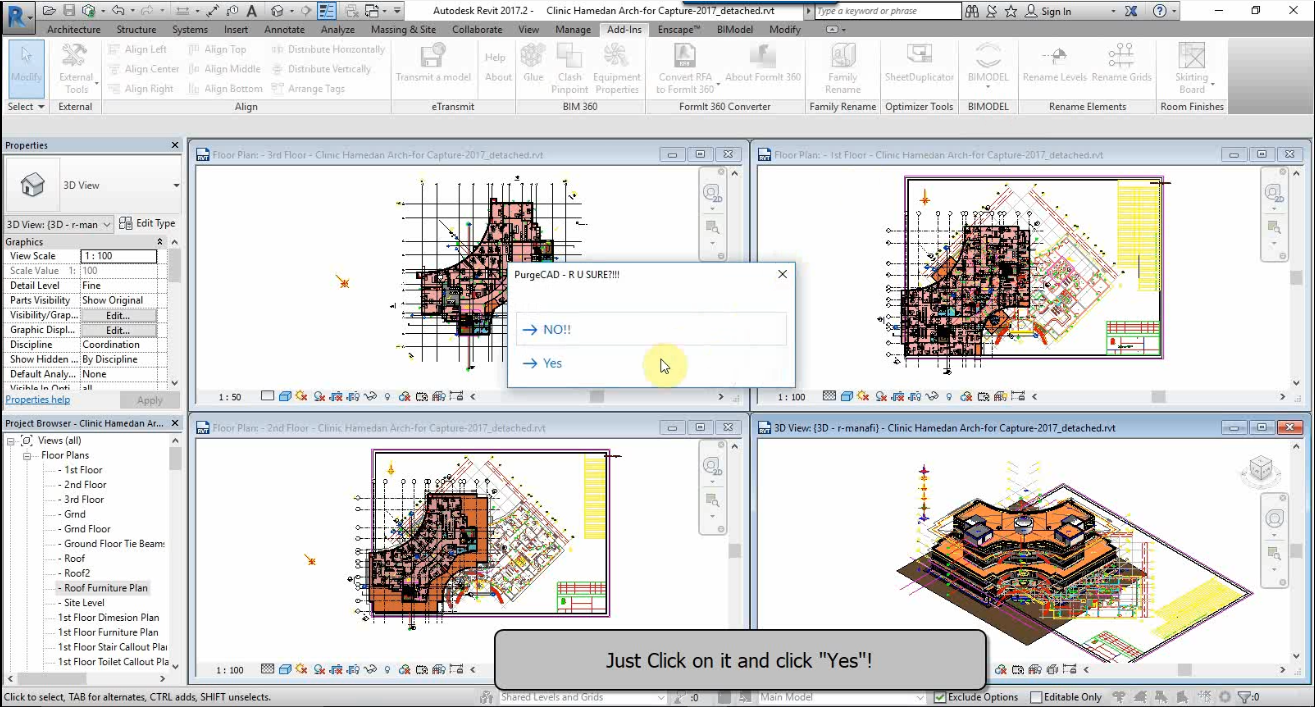 Autodesk Revit 2017.2 - Clinic Hamedan Arch-for Capture-2017_detached.rvt
Type a keyword or phrase
Sign In
Architecture Structure Systems Insert Annotate Analyze Massing & Site Collaborate View Manage Add-Ins Enscape™ BiModel Modify
Align Left Align Top Distribute Horizontally
Align Center Align Middle Distribute Vertically
Align Right Align Bottom Arrange Tags
Modify
External Tools
Transmit a model
Help
About
Glue
Clash Pinpoint
Equipment Properties
Convert RFA to FormIt 360
About FormIt 360
Family Rename
SheetDuplicator
BIMODEL
Rename Levels
Rename Grids
Skirting Board
Select External Align eTransmit BIM 360 FormIt 360 Converter Family Rename Optimizer Tools BIMODEL Rename Elements Room Finishes
Properties
3D View
3D View: {3D - r-man
Edit Type
Graphics
View Scale 1 : 100
Scale Value 1: 100
Detail Level Fine
Parts Visibility Show Original
Visibility/Grap... Edit...
Graphic Displ... Edit...
Discipline Coordination
Show Hidden ... By Discipline
Default Analy... None
Visible In Opti... all
Properties help
Apply
Project Browser - Clinic Hamedan Ar...
Views (all)
Floor Plans
- 1st Floor
- 2nd Floor
- 3rd Floor
- Grnd
- Grnd Floor
- Ground Floor Tie Beams
- Roof
- Roof2
- Roof Furniture Plan
- Site Level
1st Floor Dimesion Plan
1st Floor Furniture Plan
1st Floor Stair Callout Pla
1st Floor Toilet Callout Pla
Floor Plan: - 3rd Floor - Clinic Hamedan Arch-for Capture-2017_detached.rvt
2D
1 : 50
Floor Plan: - 1st Floor - Clinic Hamedan Arch-for Capture-2017_detached.rvt
2D
1 : 100
PurgeCAD - R U SURE?!!!
NO!!
Yes
Floor Plan: - 2nd Floor - Clinic Hamedan Arch-for Capture-2017_detached.rvt
2D
1 : 100
3D View: {3D - r-manafi} - Clinic Hamedan Arch-for Capture-2017_detached.rvt
Just Click on it and click "Yes"!
Click to select, TAB for alternates, CTRL adds, SHIFT unselects.
Shared Levels and Grids
:0
Main Model
Exclude Options
Editable Only
:0